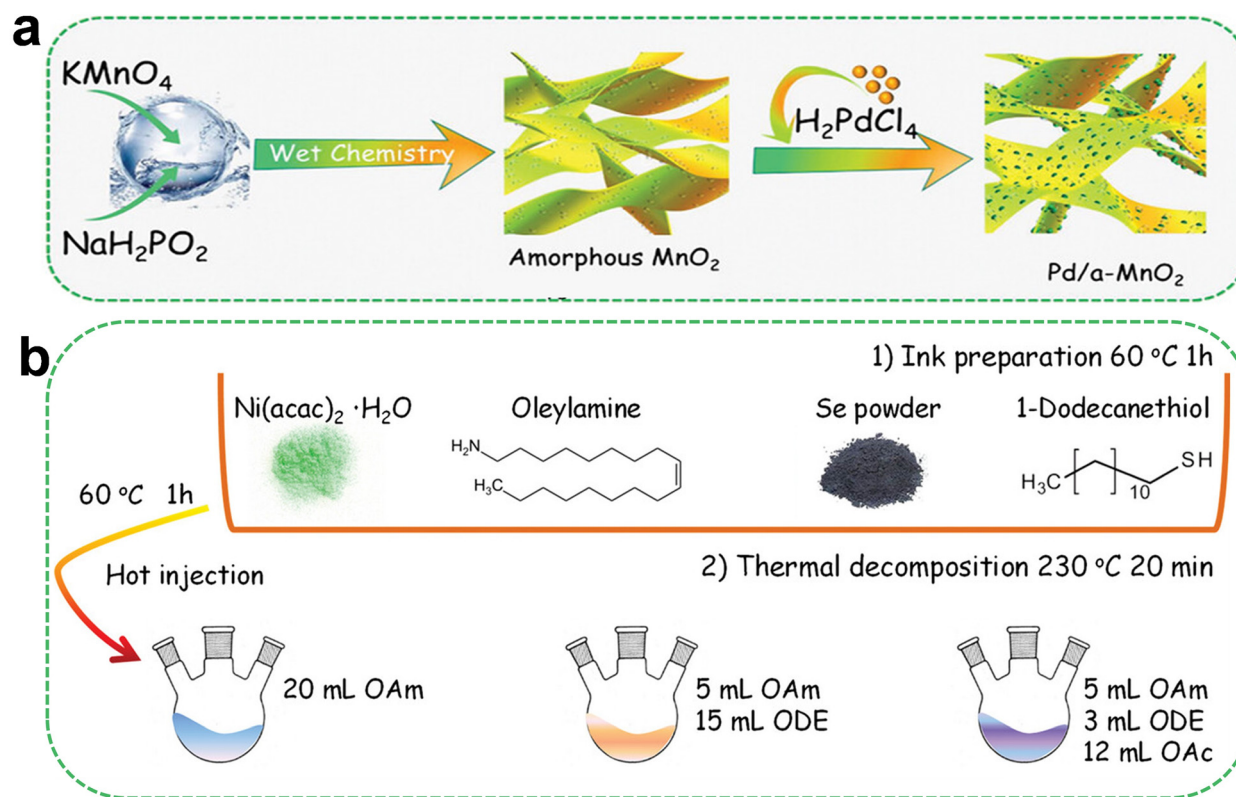 a
KMnO₄
NaH₂PO₂
Wet Chemistry
Amorphous MnO₂
H₂PdCl₄
Pd/a-MnO₂
b
1) Ink preparation 60 °C 1h
Ni(acac)₂ ·H₂O
Oleylamine
Se powder
1-Dodecanethiol
H₂N
H₃C
H₃C
10
SH
60 °C 1h
Hot injection
2) Thermal decomposition 230 °C 20 min
20 mL OAm
5 mL OAm
15 mL ODE
5 mL OAm
3 mL ODE
12 mL OAc